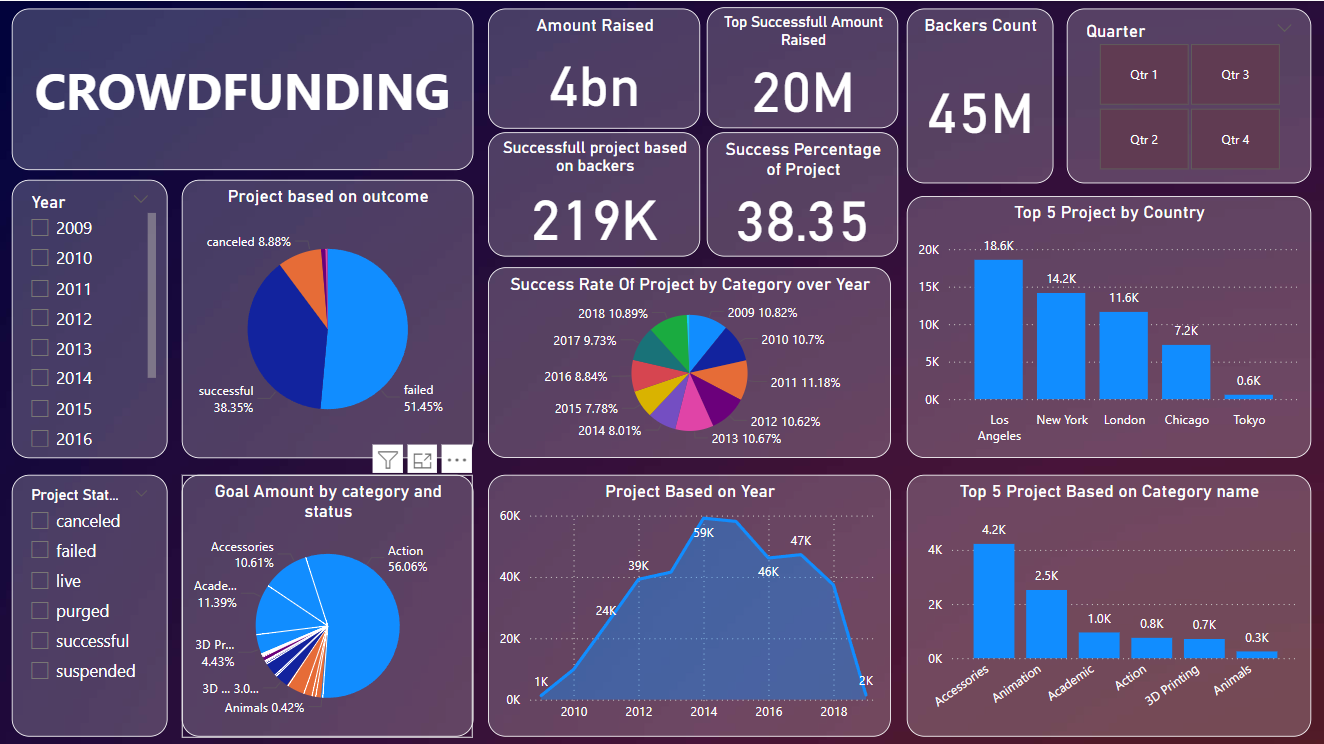 CROWDFUNDING
Amount Raised
4bn
Top Successfull Amount
Raised
20M
Backers Count
45M
Quarter
Qtr 1
Qtr 3
Qtr 2
Qtr 4
Successfull project based
on backers
219K
Success Percentage
of Project
38.35
Year
2009
2010
2011
2012
2013
2014
2015
2016
Project based on outcome
canceled 8.88%
successful
38.35%
failed
51.45%
Success Rate Of Project by Category over Year
2018 10.89%
2009 10.82%
2017 9.73%
2010 10.7%
2016 8.84%
2011 11.18%
2015 7.78%
2012 10.62%
2014 8.01%
2013 10.67%
Top 5 Project by Country
20K
15K
10K
5K
0K
18.6K
14.2K
11.6K
7.2K
0.6K
Los
Angeles
New York
London
Chicago
Tokyo
Project Stat...
canceled
failed
live
purged
successful
suspended
Goal Amount by category and
status
Accessories
10.61%
Action
56.06%
Acade...
11.39%
3D Pr...
4.43%
3D ... 3.0...
Animals 0.42%
Project Based on Year
60K
40K
20K
0K
1K
24K
39K
59K
46K
47K
2K
2010
2012
2014
2016
2018
Top 5 Project Based on Category name
4K
2K
0K
4.2K
2.5K
1.0K
0.8K
0.7K
0.3K
Accessories
Animation
Academic
Action
3D Printing
Animals